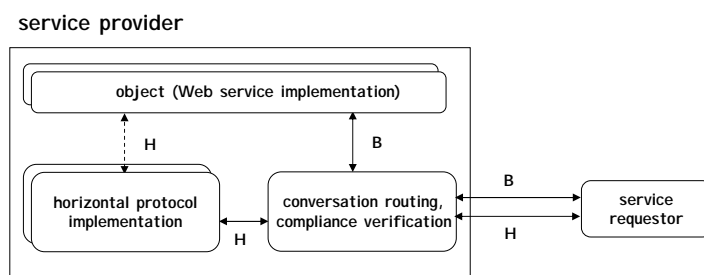 service provider
object (Web service implementation)
H
B
horizontal protocol
implementation
conversation routing,
compliance verification
H
B
H
service
requestor